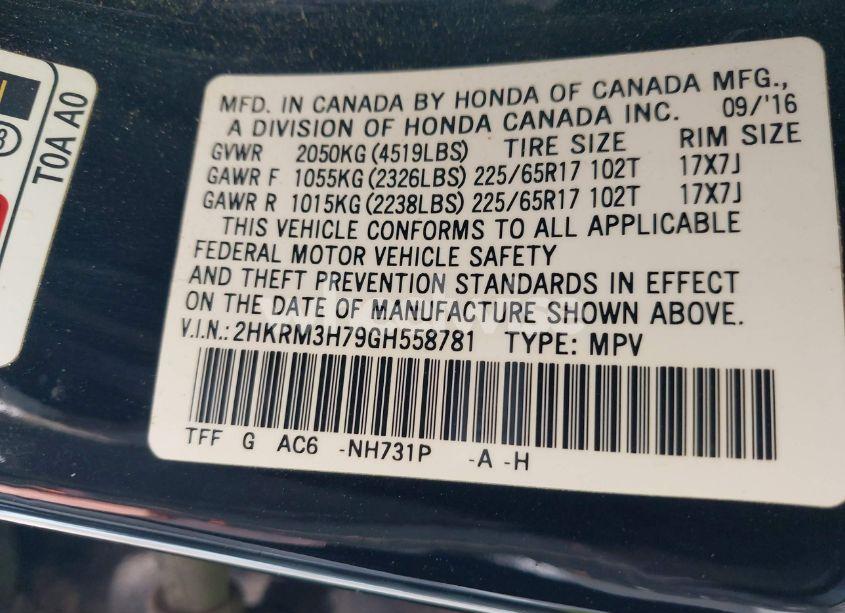 T0A A0
MFD. IN CANADA BY HONDA OF CANADA MFG.,
A DIVISION OF HONDA CANADA INC. 09/'16
GVWR 2050KG (4519LBS) TIRE SIZE RIM SIZE
GAWR F 1055KG (2326LBS) 225/65R17 102T 17X7J
GAWR R 1015KG (2238LBS) 225/65R17 102T 17X7J
THIS VEHICLE CONFORMS TO ALL APPLICABLE
FEDERAL MOTOR VEHICLE SAFETY
AND THEFT PREVENTION STANDARDS IN EFFECT
ON THE DATE OF MANUFACTURE SHOWN ABOVE.
V.I.N.: 2HKRM3H79GH558781 TYPE: MPV
TFF G AC6 -NH731P -A -H